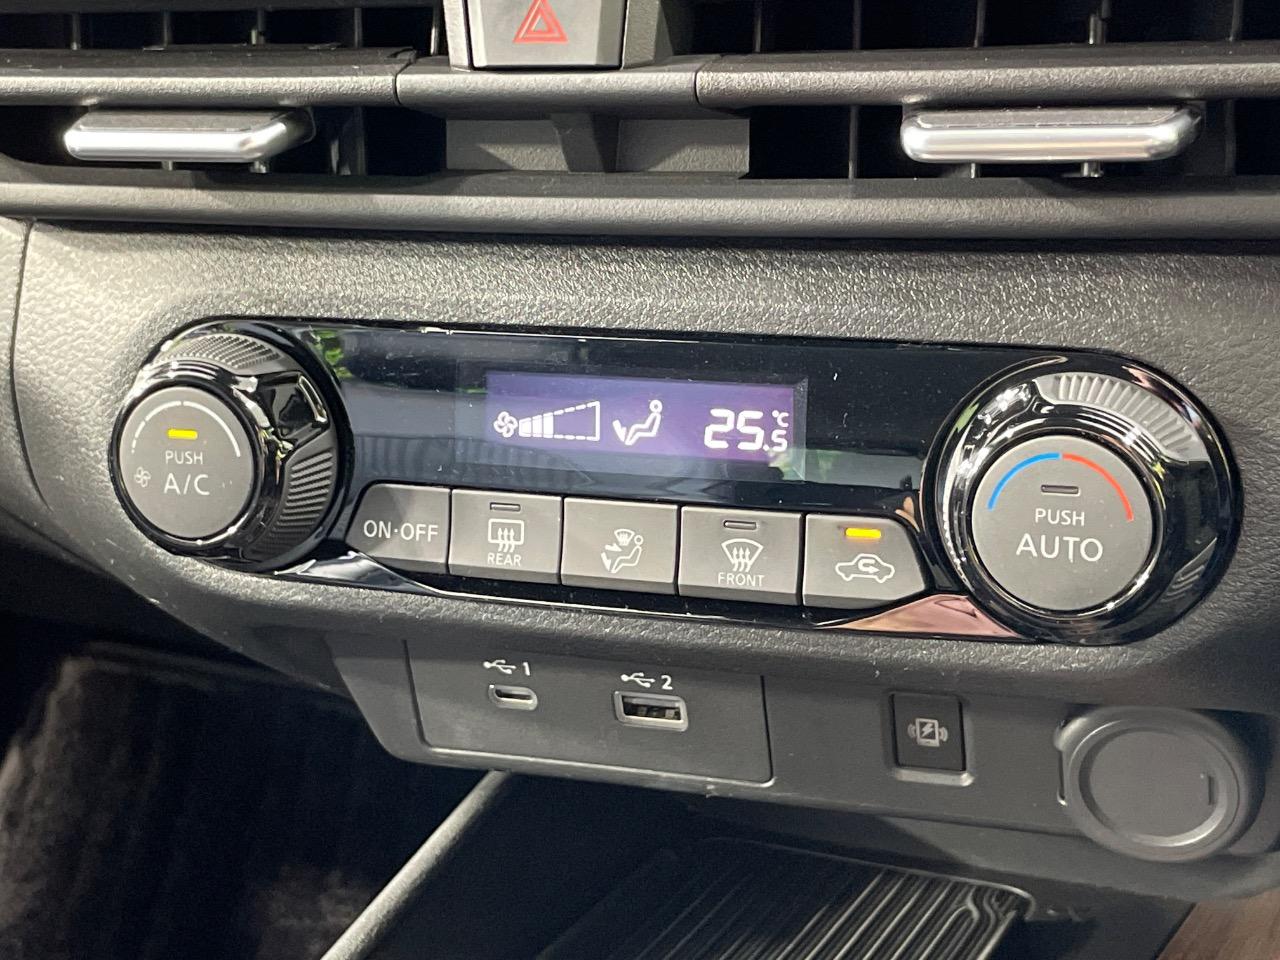 25.5°C
PUSH
A/C
ON·OFF
REAR
FRONT
PUSH
AUTO
1
2